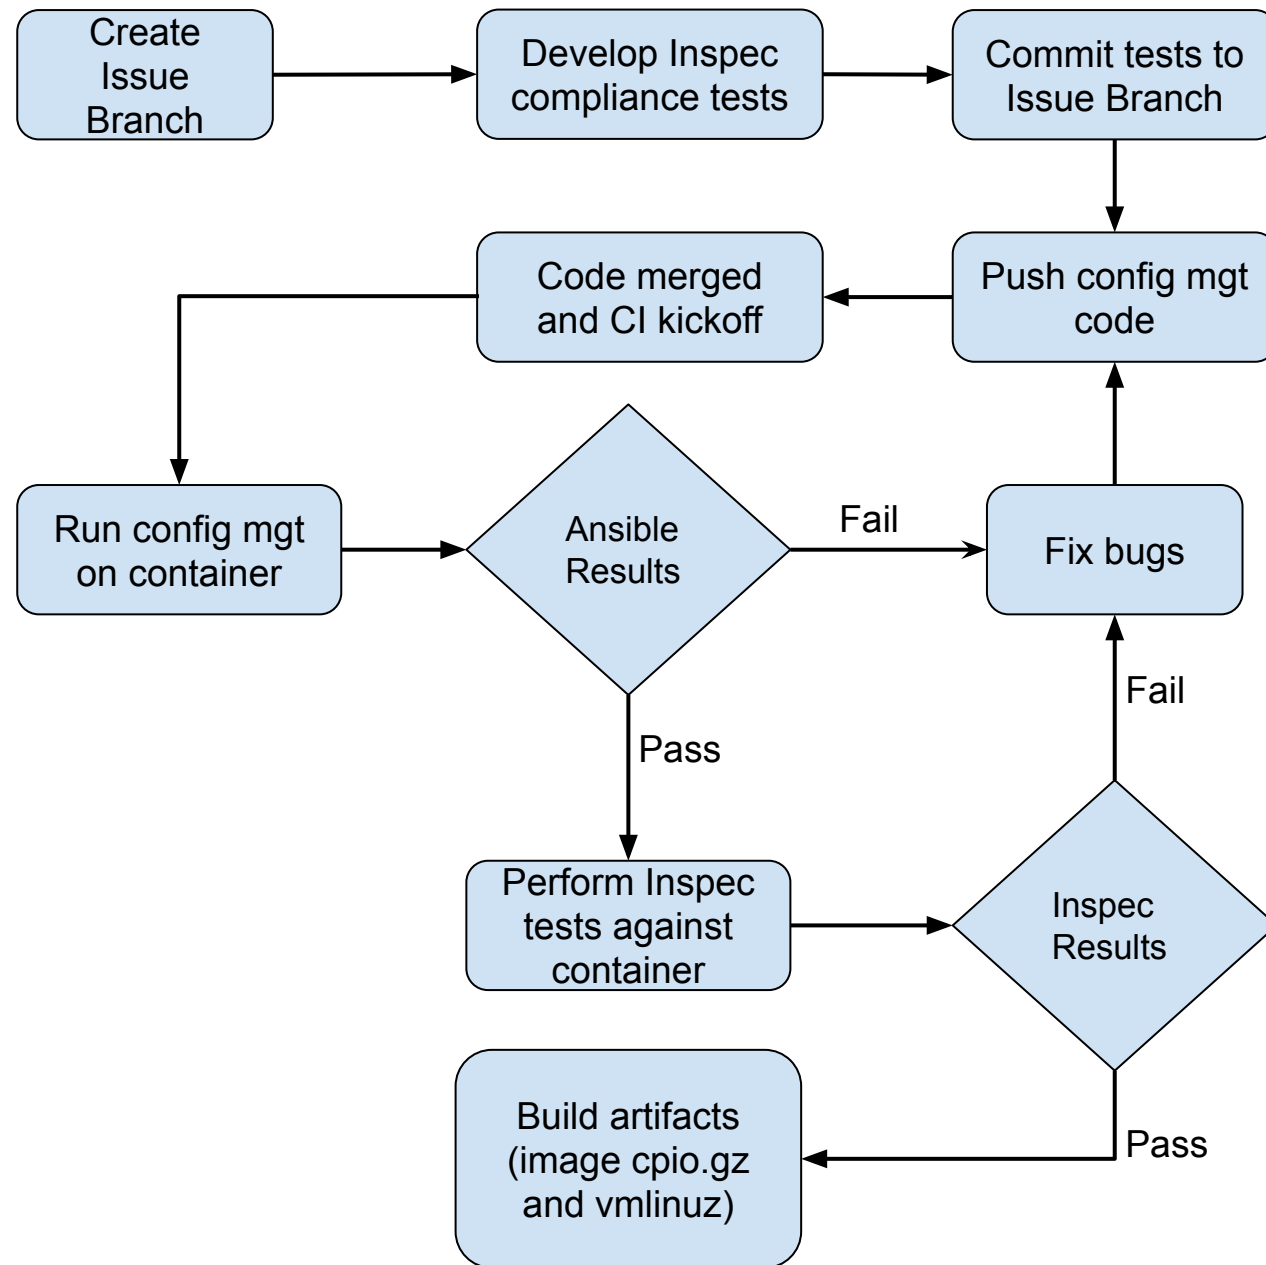 Create
Issue
Branch
Develop Inspec
compliance tests
Commit tests to
Issue Branch
Code merged
and CI kickoff
Push config mgt
code
Run config mgt
on container
Ansible
Results
Fail
Fix bugs
Pass
Fail
Perform Inspec
tests against
container
Inspec
Results
Build artifacts
(image cpio.gz
and vmlinuz)
Pass